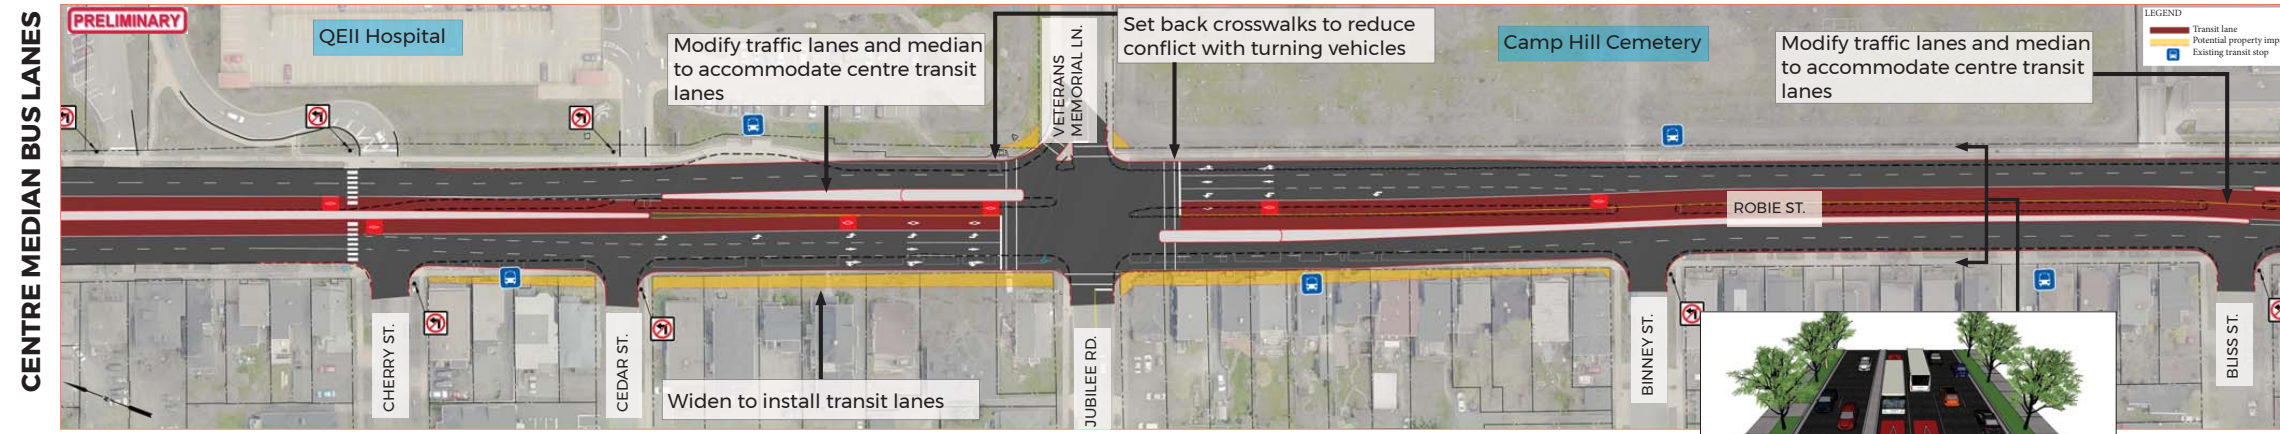 CENTRE MEDIAN BUS LANES
PRELIMINARY
QEII Hospital
Modify traffic lanes and median
to accommodate centre transit
lanes
VETERANS
MEMORIAL LN.
Set back crosswalks to reduce
conflict with turning vehicles
Camp Hill Cemetery
Modify traffic lanes and median
to accommodate centre transit
lanes
LEGEND
Transit lane
Potential property imp
Existing transit stop
ROBIE ST.
CHERRY ST.
CEDAR ST.
Widen to install transit lanes
JUBILEE RD.
BINNEY ST.
BLISS ST.